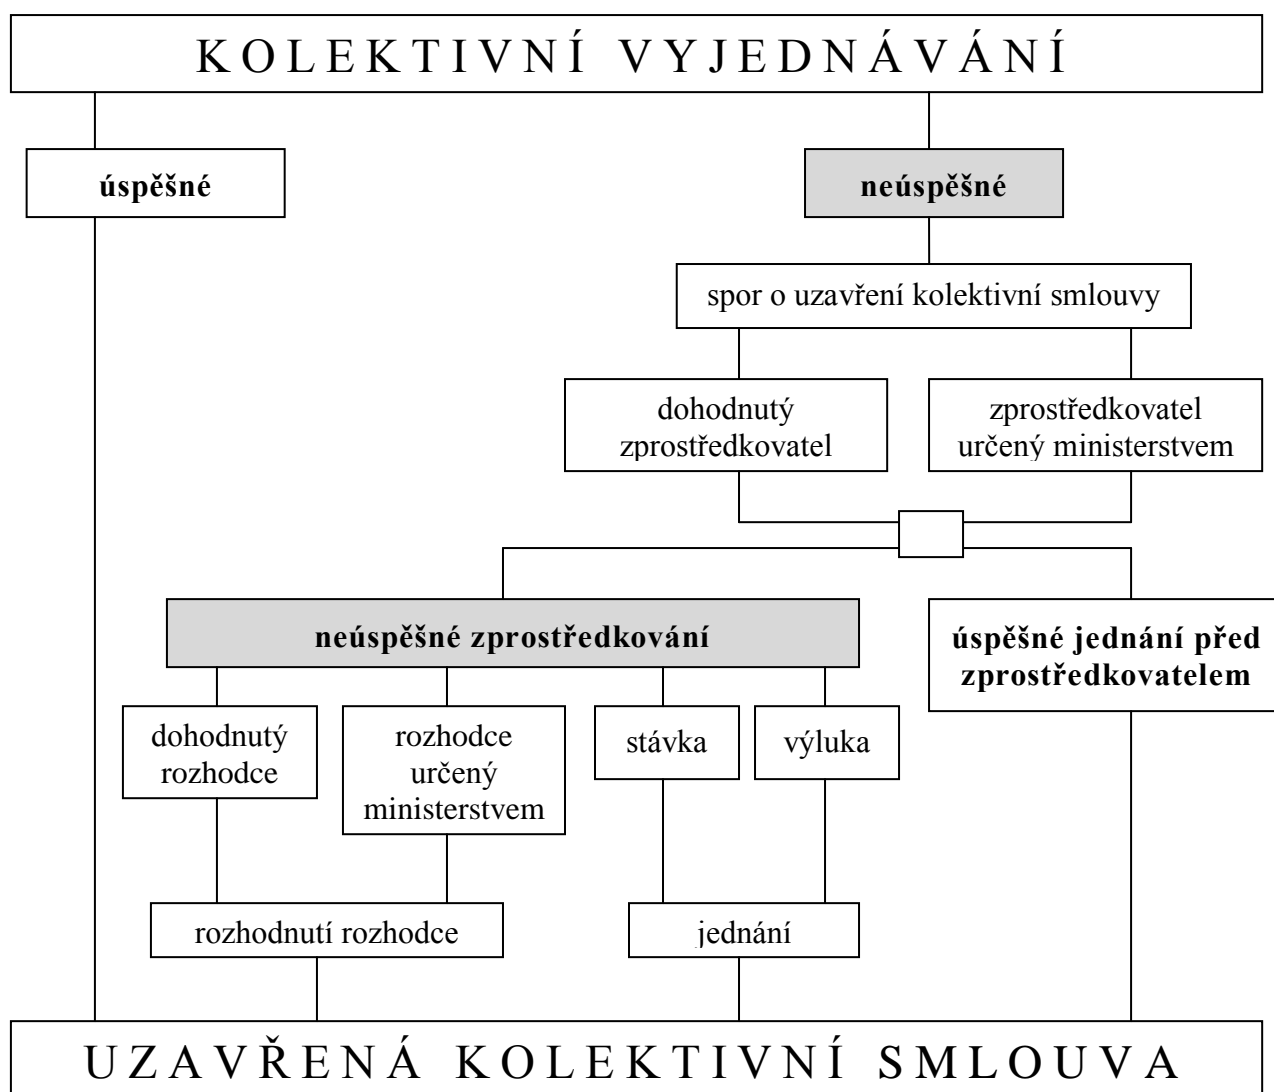 KOLEKTIVNÍ VYJEDNÁVÁNÍ
úspěšné
neúspěšné
spor o uzavření kolektivní smlouvy
dohodnutý
zprostředkovatel
zprostředkovatel
určený ministerstvem
neúspěšné zprostředkování
úspěšné jednání před
zprostředkovatelem
dohodnutý
rozhodce
rozhodce
určený
ministerstvem
stávka
výluka
rozhodnutí rozhodce
jednání
UZAVŘENÁ KOLEKTIVNÍ SMLOUVA